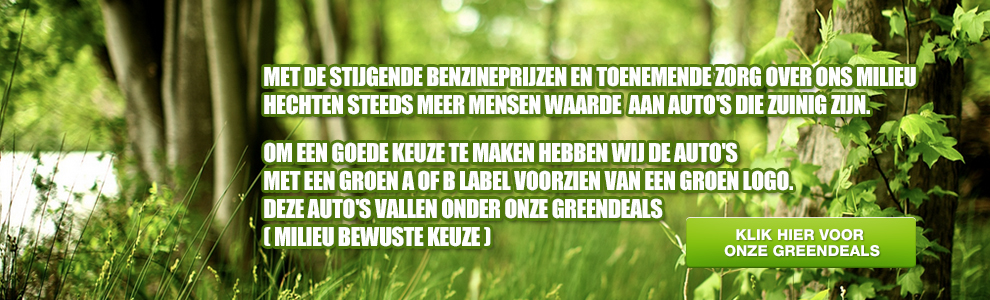 MET DE STIJGENDE BENZINEPRIJZEN EN TOENEMENDE ZORG OVER ONS MILIEU
HECHTEN STEEDS MEER MENSEN WAARDE AAN AUTO'S DIE ZUINIG ZIJN.
OM EEN GOEDE KEUZE TE MAKEN HEBBEN WIJ DE AUTO'S
MET EEN GROEN A OF B LABEL VOORZIEN VAN EEN GROEN LOGO.
DEZE AUTO'S VALLEN ONDER ONZE GREENDEALS
( MILIEU BEWUSTE KEUZE )
KLIK HIER VOOR
ONZE GREENDEALS